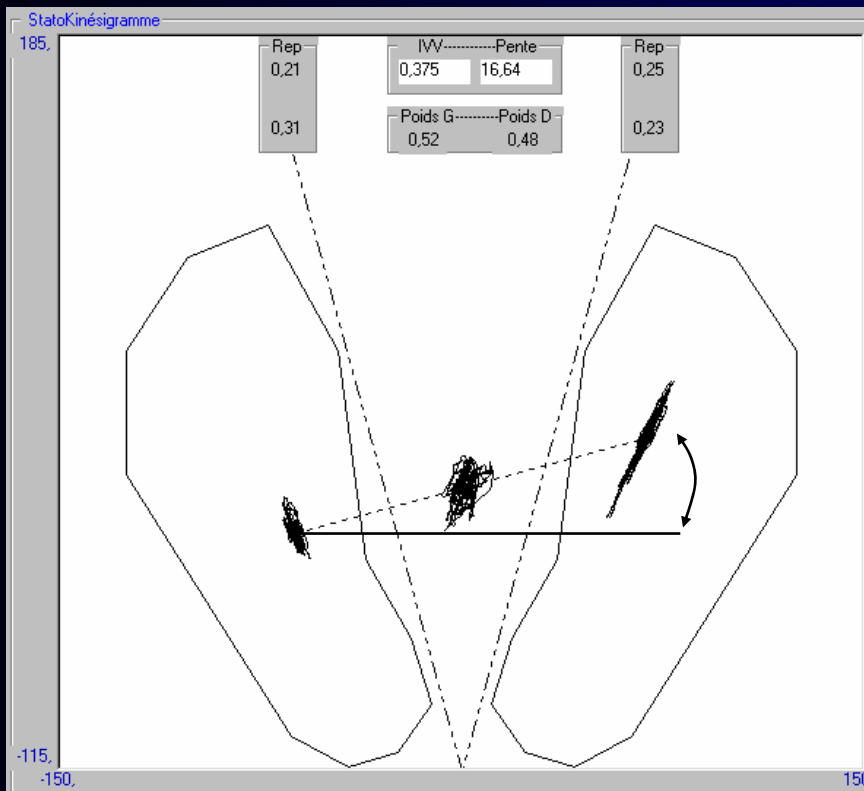 StatoKinésigramme
185,
Rep
0,21
0,31
IVV-----------Pente
0,375 16,64
Poids G----------Poids D
0,52 0,48
Rep
0,25
0,23
-115,
-150,
150